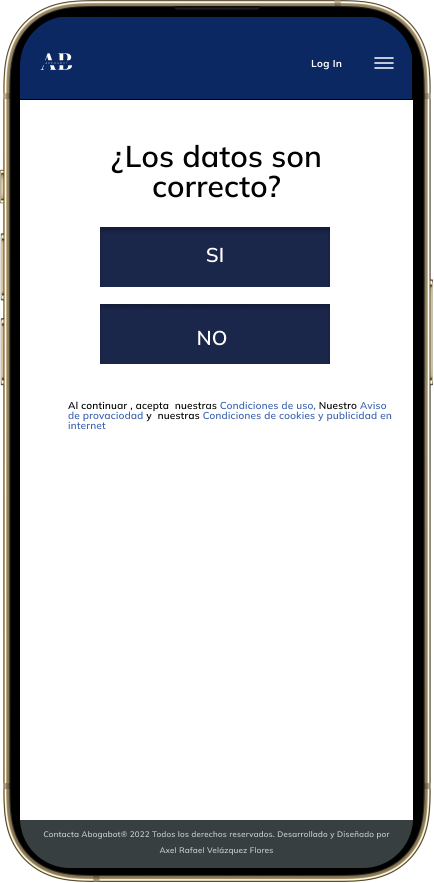 AB
Log In
¿Los datos son
correcto?
SI
NO
Al continuar , acepta  nuestras Condiciones de uso, Nuestro Aviso
de provaciodad y  nuestras Condiciones de cookies y publicidad en
internet
Contacta Abogabot® 2022 Todos los derechos reservados. Desarrollado y Diseñado por
Axel Rafael Velázquez Flores